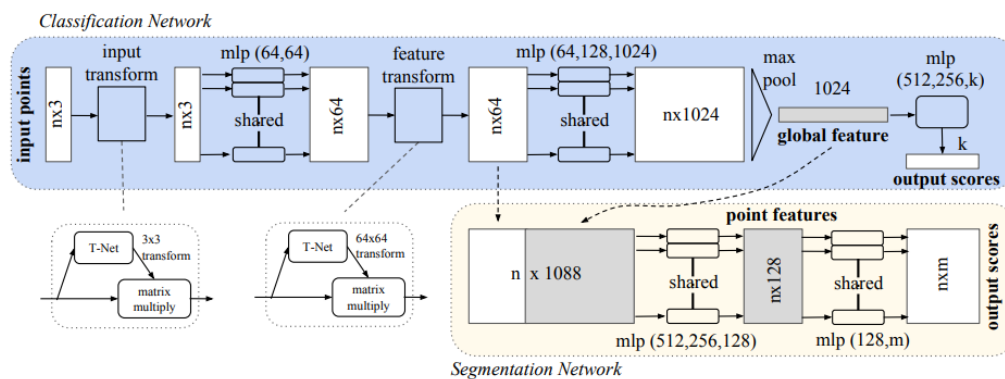 Classification Network
input points
nx3
input
transform
nx3
mlp (64,64)
shared
nx64
feature
transform
nx64
mlp (64,128,1024)
shared
nx1024
max
pool
1024
global feature
mlp
(512,256,k)
k
output scores
T-Net
3x3
transform
matrix
multiply
T-Net
64x64
transform
matrix
multiply
point features
n x 1088
shared
mlp (512,256,128)
nx128
shared
mlp (128,m)
nxm
output scores
Segmentation Network